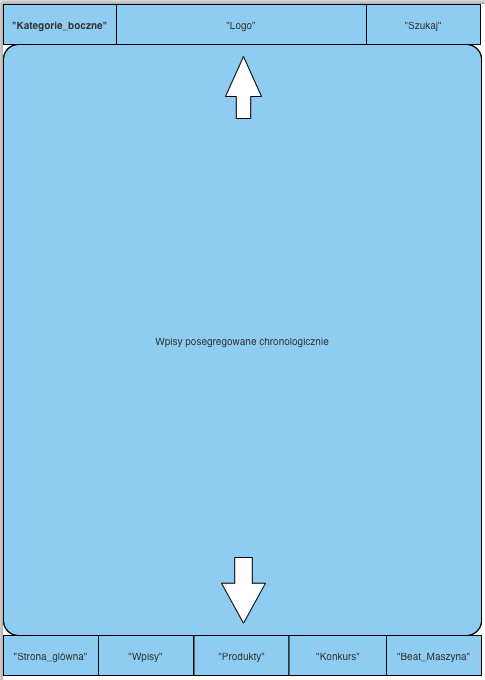 "Kategorie_boczne"
"Logo"
"Szukaj"
Wpisy posegregowane chronologicznie
"Strona_główna"
"Wpisy"
"Produkty"
"Konkurs"
"Beat_Maszyna"